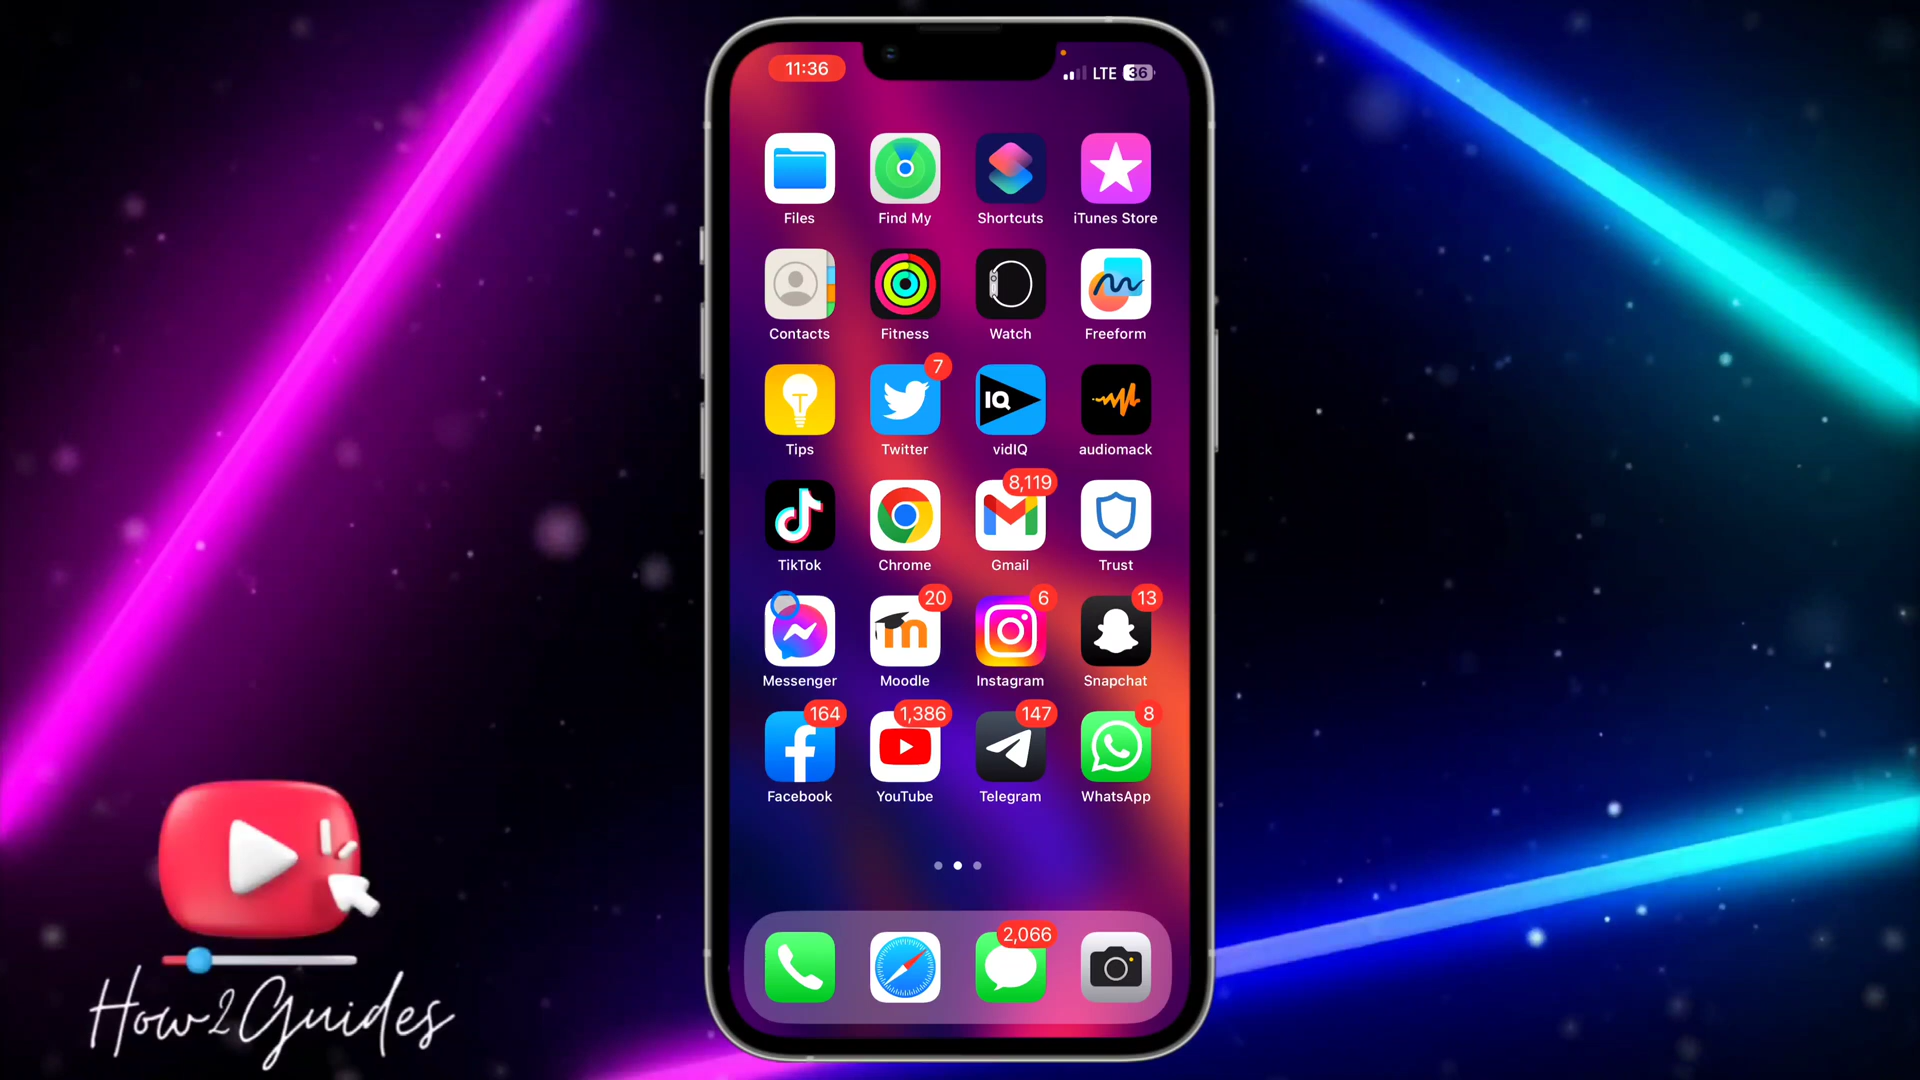 11:36 LTE 36
Files Find My Shortcuts iTunes Store
Contacts Fitness Watch Freeform
7
IQ
Tips Twitter vidIQ audiomack
8,119
TikTok Chrome Gmail Trust
20 6 13
m
Messenger Moodle Instagram Snapchat
164 1,386 147 8
Facebook YouTube Telegram WhatsApp
2,066
How2Guides